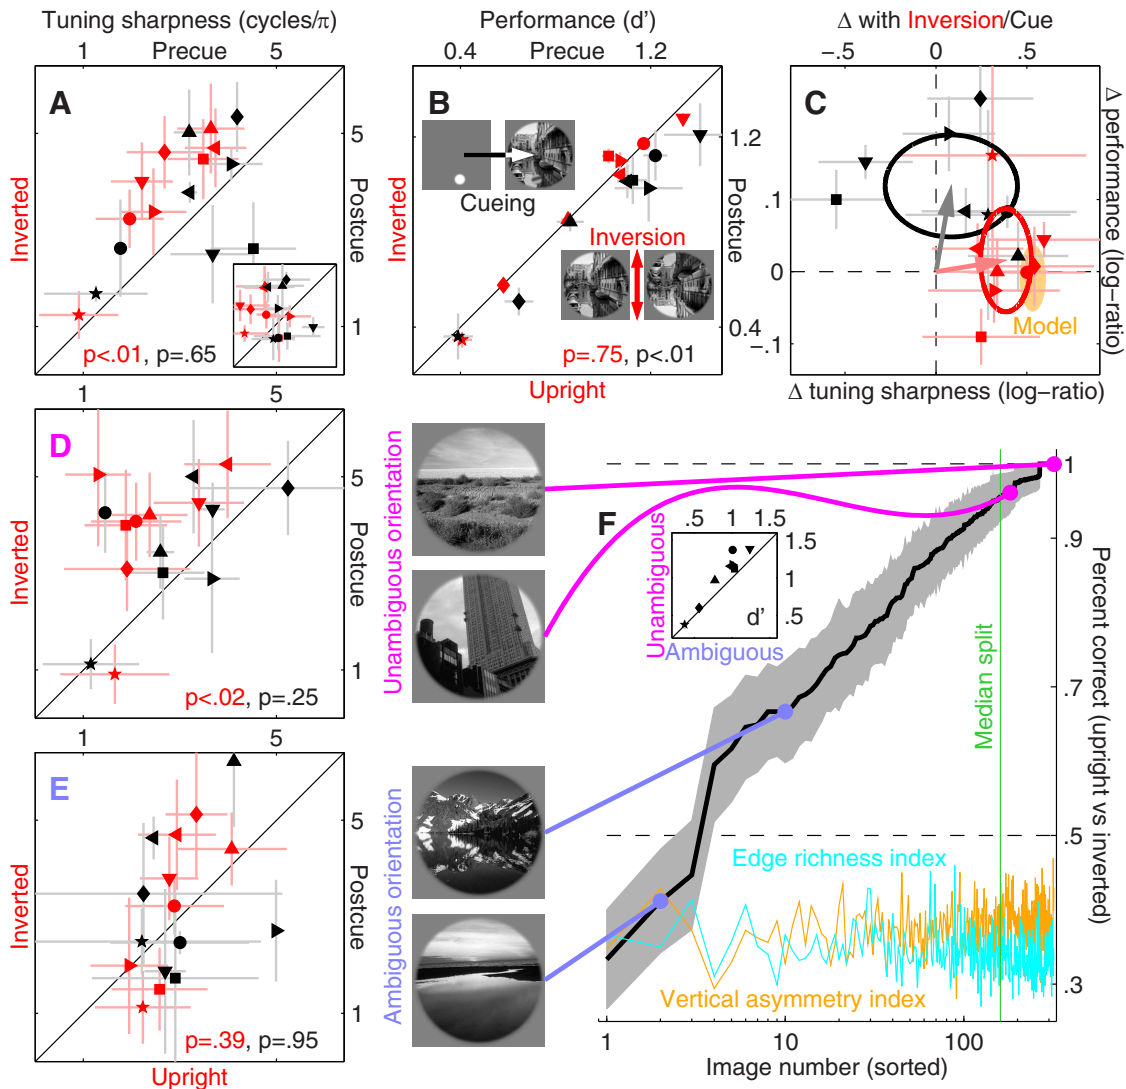 Tuning sharpness (cycles/π)
1 Precue 5
A
Inverted
5
Postcue
1
p<.01, p=.65
Performance (d')
0.4 Precue 1.2
B
Cueing
Inverted
1.2
Postcue
Inversion
0.4
p=.75, p<.01
Upright
Δ with Inversion/Cue
−.5 0 .5
C
.1
0
−.1
Model
Δ performance (log−ratio)
Δ tuning sharpness (log−ratio)
1 5
D
Inverted
5
Postcue
1
p<.02, p=.25
1 5
E
Inverted
5
Postcue
1
p=.39, p=.95
Upright
Unambiguous orientation
Ambiguous orientation
F
.5 1 1.5
1.5
1
.5
d'
Unambiguous
Ambiguous
Median split
Edge richness index
Vertical asymmetry index
1
.9
.7
.5
.3
Percent correct (upright vs inverted)
1 10 100
Image number (sorted)